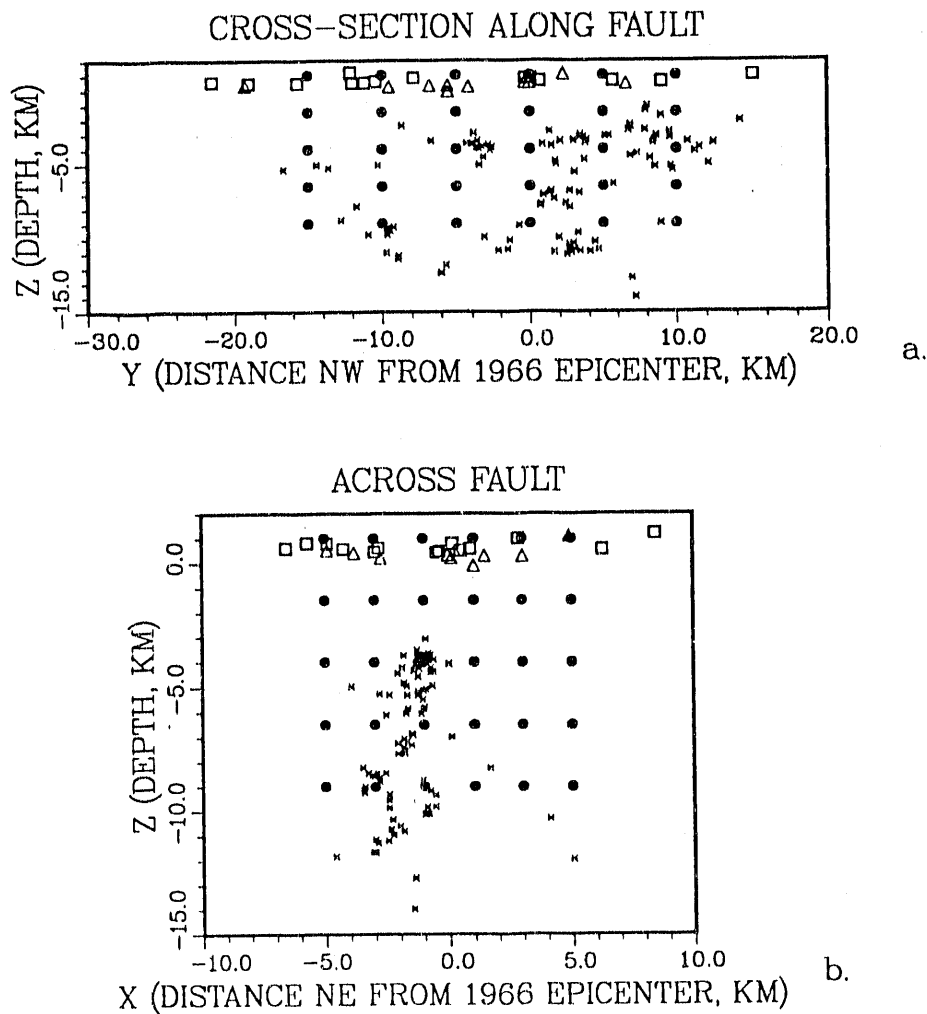 CROSS-SECTION ALONG FAULT
Z (DEPTH, KM)
-5.0
-15.0
-30.0 -20.0 -10.0 0.0 10.0 20.0
Y (DISTANCE NW FROM 1966 EPICENTER, KM)
a.
ACROSS FAULT
Z (DEPTH, KM)
0.0
-5.0
-10.0
-15.0
-10.0 -5.0 0.0 5.0 10.0
X (DISTANCE NE FROM 1966 EPICENTER, KM)
b.